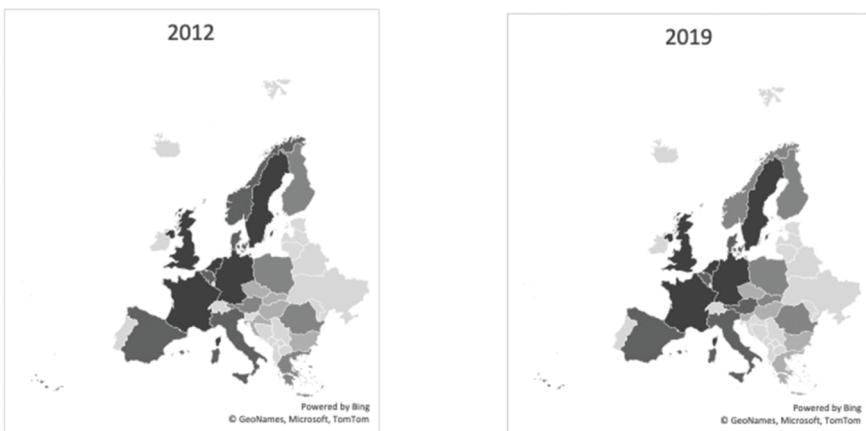 2012
Powered by Bing
© GeoNames, Microsoft, TomTom
2019
Powered by Bing
© GeoNames, Microsoft, TomTom